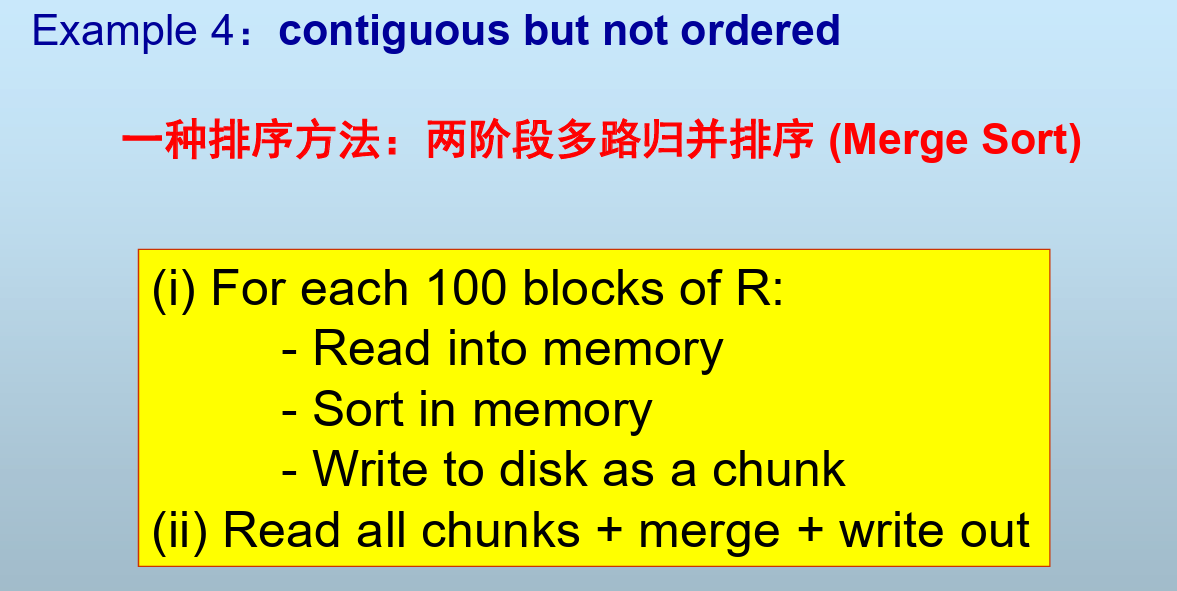 Example 4：contiguous but not ordered
一种排序方法：两阶段多路归并排序 (Merge Sort)
(i) For each 100 blocks of R:
- Read into memory
- Sort in memory
- Write to disk as a chunk
(ii) Read all chunks + merge + write out